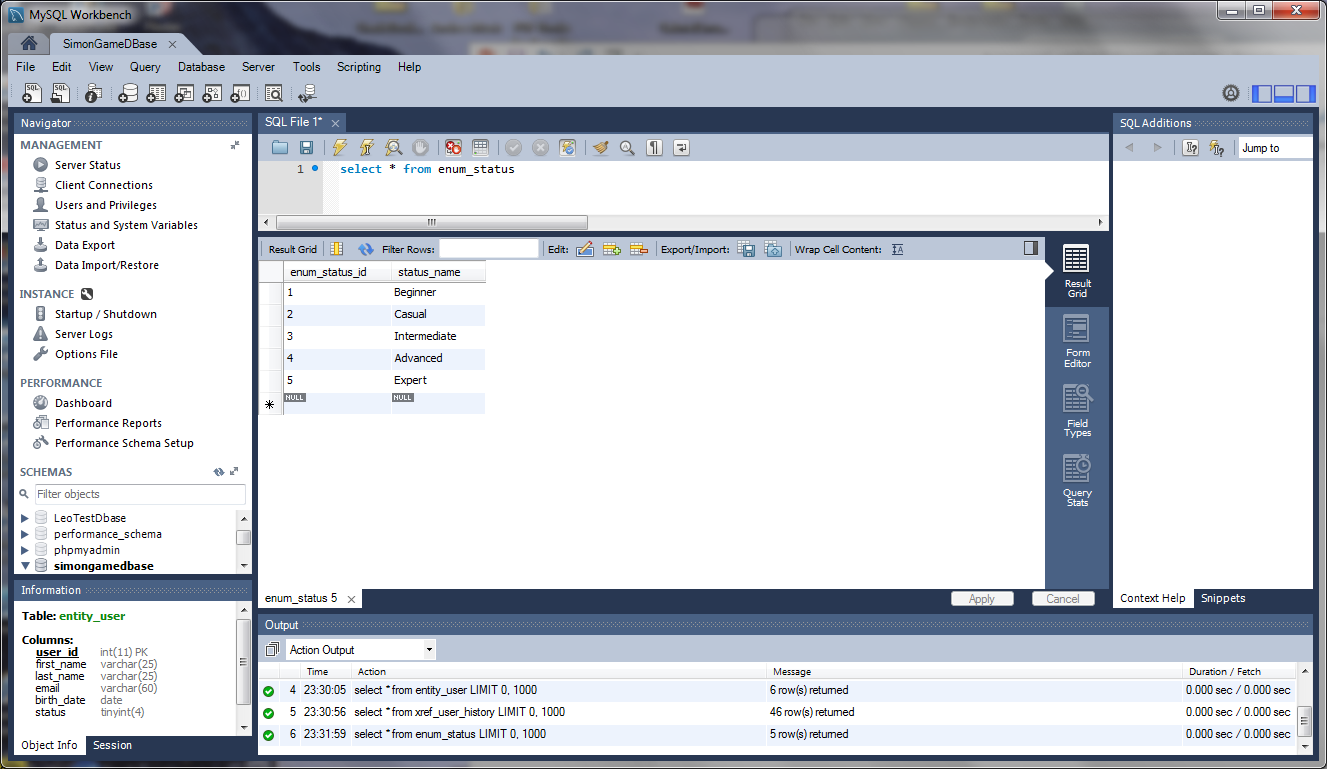 MySQL Workbench
SimonGameDBase
File Edit View Query Database Server Tools Scripting Help
Navigator
MANAGEMENT
Server Status
Client Connections
Users and Privileges
Status and System Variables
Data Export
Data Import/Restore
INSTANCE
Startup / Shutdown
Server Logs
Options File
PERFORMANCE
Dashboard
Performance Reports
Performance Schema Setup
SCHEMAS
Filter objects
LeoTestDbase
performance_schema
phpmyadmin
simongamedbase
Information
Table: entity_user
Columns:
user_id int(11) PK
first_name varchar(25)
last_name varchar(25)
email varchar(60)
birth_date date
status tinyint(4)
Object Info Session
SQL File 1*
1 select * from enum_status
Result Grid Filter Rows: Edit: Export/Import: Wrap Cell Content:
enum_status_id status_name
1 Beginner
2 Casual
3 Intermediate
4 Advanced
5 Expert
NULL NULL
Result
Grid
Form
Editor
Field
Types
Query
Stats
enum_status 5 Apply Cancel
SQL Additions
Jump to
Context Help Snippets
Output
Action Output
Time Action Message Duration / Fetch
4 23:30:05 select * from entity_user LIMIT 0, 1000 6 row(s) returned 0.000 sec / 0.000 sec
5 23:30:56 select * from xref_user_history LIMIT 0, 1000 46 row(s) returned 0.000 sec / 0.000 sec
6 23:31:59 select * from enum_status LIMIT 0, 1000 5 row(s) returned 0.000 sec / 0.000 sec